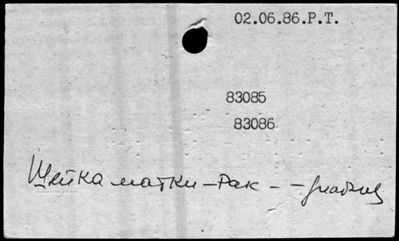 02.06.86.Р.Т.
83085
83086
Шейка матки – Рак – –